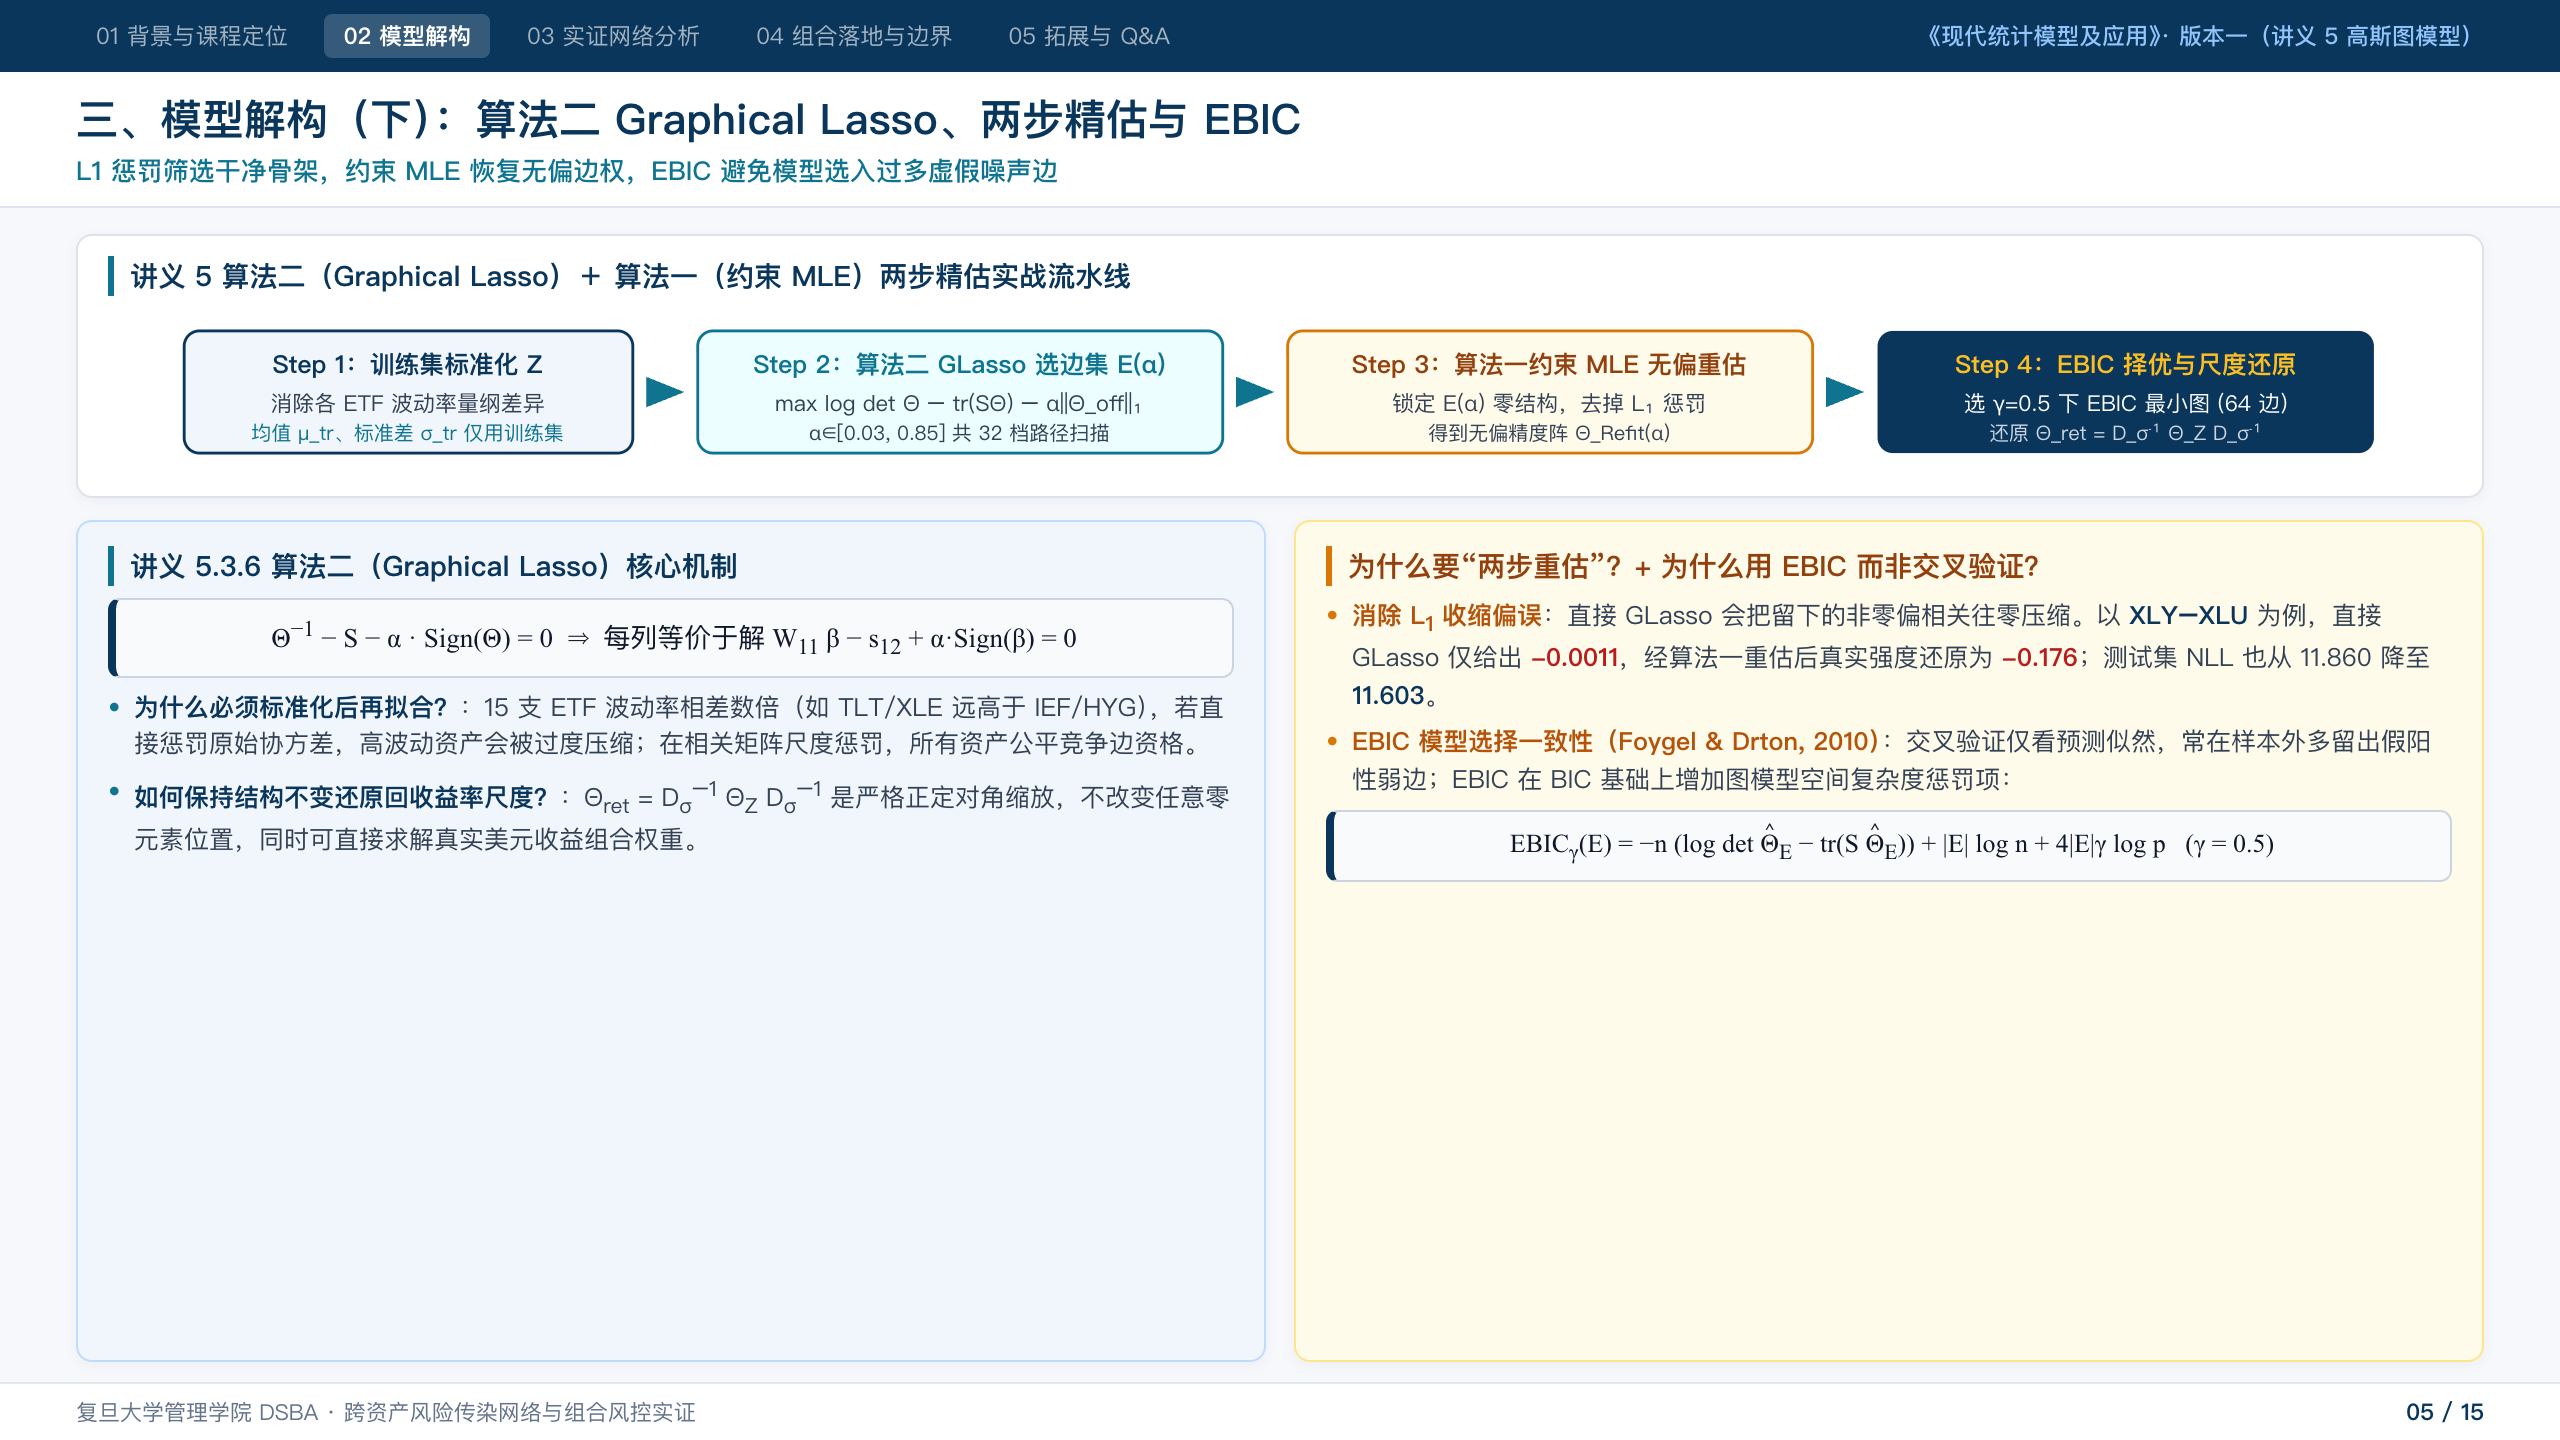 01 背景与课程定位 02 模型解构 03 实证网络分析 04 组合落地与边界 05 拓展与 Q&A 《现代统计模型及应用》· 版本一（讲义 5 高斯图模型）
三、模型解构（下）：算法二 Graphical Lasso、两步精估与 EBIC
L1 惩罚筛选干净骨架，约束 MLE 恢复无偏边权，EBIC 避免模型选入过多虚假噪声边
讲义 5 算法二（Graphical Lasso）＋ 算法一（约束 MLE）两步精估实战流水线
Step 1：训练集标准化 Z
消除各 ETF 波动率量纲差异
均值 μ_tr、标准差 σ_tr 仅用训练集
Step 2：算法二 GLasso 选边集 E(α)
max log det Θ − tr(SΘ) − α‖Θ_off‖₁
α∈[0.03, 0.85] 共 32 档路径扫描
Step 3：算法一约束 MLE 无偏重估
锁定 E(α) 零结构，去掉 L₁ 惩罚
得到无偏精度阵 Θ_Refit(α)
Step 4：EBIC 择优与尺度还原
选 γ=0.5 下 EBIC 最小图 (64 边)
还原 Θ_ret = D_σ⁻¹ Θ_Z D_σ⁻¹
讲义 5.3.6 算法二（Graphical Lasso）核心机制
Θ⁻¹ − S − α · Sign(Θ) = 0 ⇒ 每列等价于解 W₁₁ β − s₁₂ + α·Sign(β) = 0
• 为什么必须标准化后再拟合？：15 支 ETF 波动率相差数倍（如 TLT/XLE 远高于 IEF/HYG），若直
接惩罚原始协方差，高波动资产会被过度压缩；在相关矩阵尺度惩罚，所有资产公平竞争边资格。
• 如何保持结构不变还原回收益率尺度？：Θ_ret = D_σ⁻¹ Θ_Z D_σ⁻¹ 是严格正定对角缩放，不改变任意零
元素位置，同时可直接求解真实美元收益组合权重。
为什么要“两步重估”？+ 为什么用 EBIC 而非交叉验证？
• 消除 L₁ 收缩偏误：直接 GLasso 会把留下的非零偏相关往零压缩。以 XLY—XLU 为例，直接
GLasso 仅给出 −0.0011，经算法一重估后真实强度还原为 −0.176；测试集 NLL 也从 11.860 降至
11.603。
• EBIC 模型选择一致性（Foygel & Drton, 2010）：交叉验证仅看预测似然，常在样本外多留出假阳
性弱边；EBIC 在 BIC 基础上增加图模型空间复杂度惩罚项：
EBIC_γ(E) = −n (log det Θ̂_E − tr(S Θ̂_E)) + |E| log n + 4|E|γ log p (γ = 0.5)
复旦大学管理学院 DSBA · 跨资产风险传染网络与组合风控实证
05 / 15